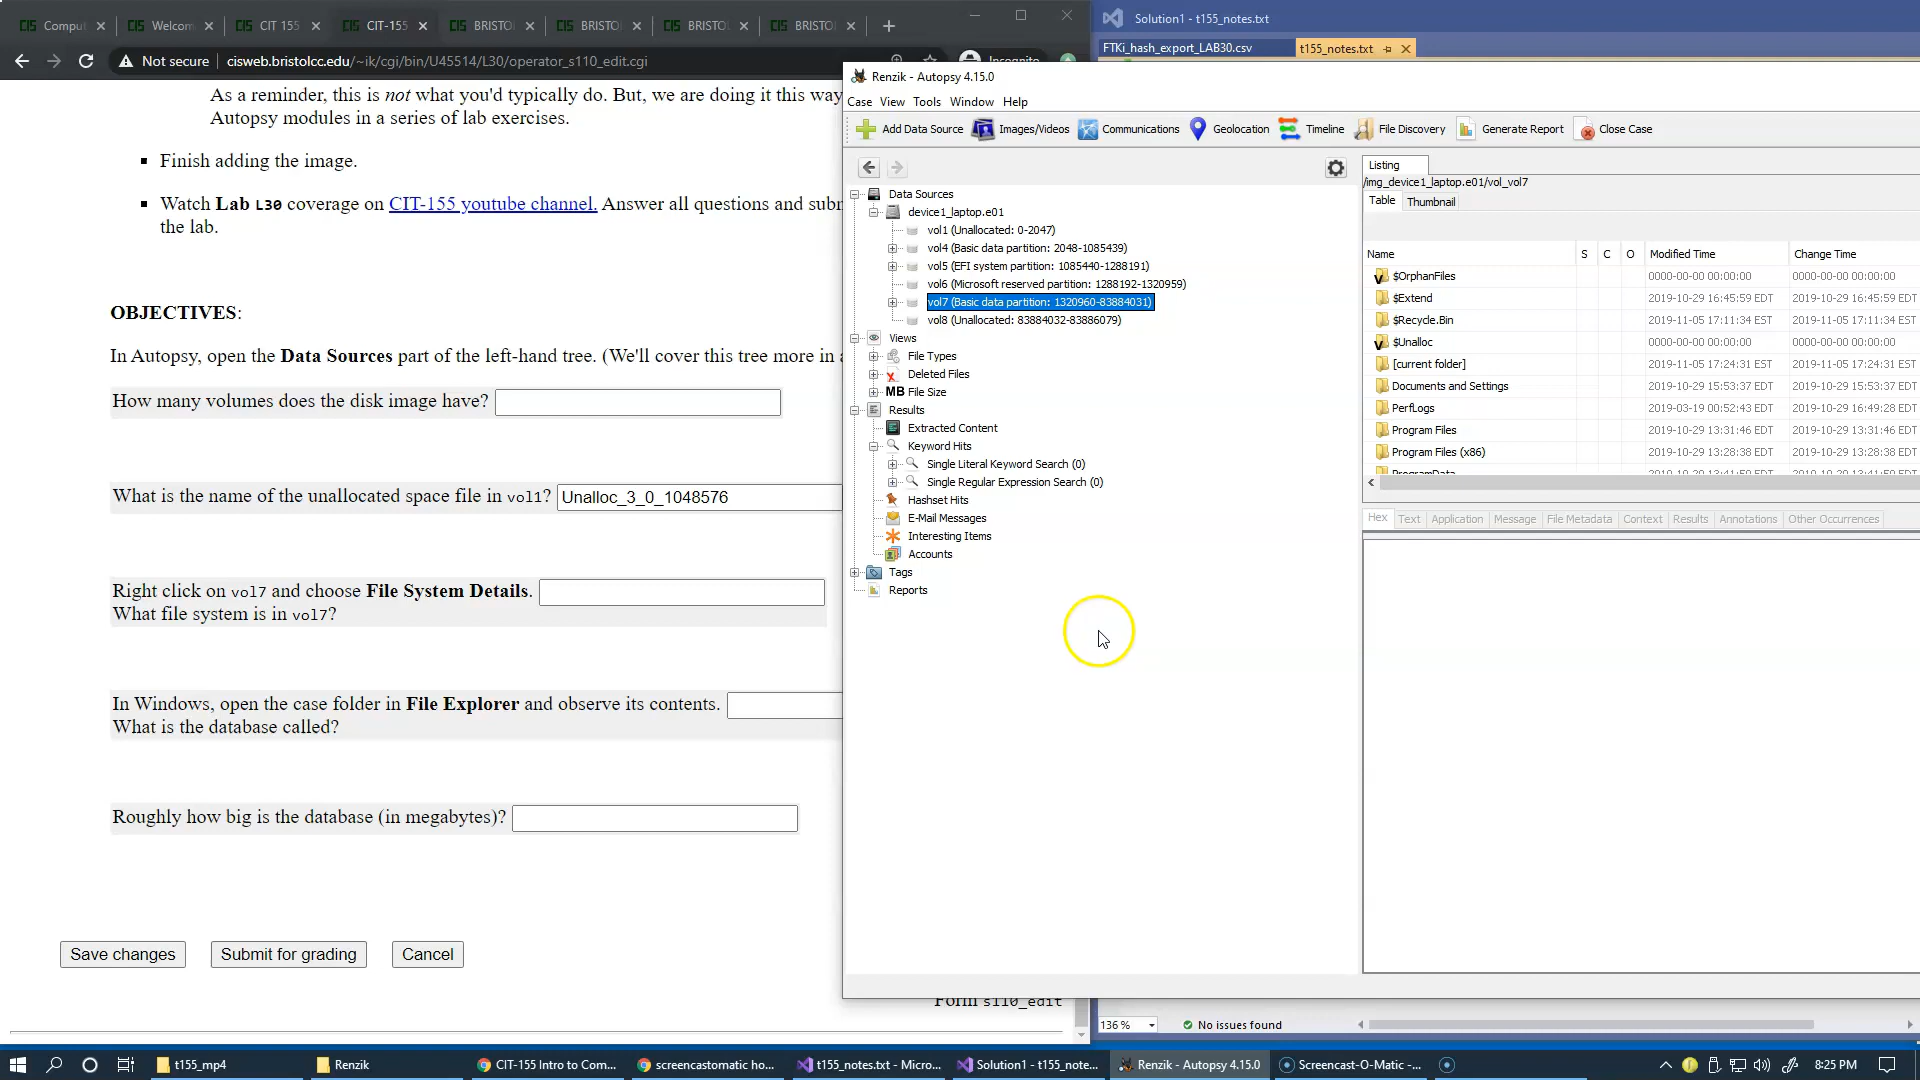 Comput
Welcom
CIT 155
CIT-155
BRISTOL
BRISTO
BRISTO
BRISTOL
Not secure
cisweb.bristolcc.edu/~ik/cgi/bin/U45514/L30/operator_s110_edit.cgi
Incognito
As a reminder, this is not what you'd typically do. But, we are doing it this way
Autopsy modules in a series of lab exercises.
Finish adding the image.
Watch Lab L30 coverage on CIT-155 youtube channel. Answer all questions and subm
the lab.
OBJECTIVES:
In Autopsy, open the Data Sources part of the left-hand tree. (We'll cover this tree more in a
How many volumes does the disk image have?
What is the name of the unallocated space file in vol1? Unalloc_3_0_1048576
Right click on vol7 and choose File System Details.
What file system is in vol7?
In Windows, open the case folder in File Explorer and observe its contents.
What is the database called?
Roughly how big is the database (in megabytes)?
Save changes
Submit for grading
Cancel
Form s110_edit
Solution1 - t155_notes.txt
FTKi_hash_export_LAB30.csv
t155_notes.txt
Renzik - Autopsy 4.15.0
Case View Tools Window Help
Add Data Source
Images/Videos
Communications
Geolocation
Timeline
File Discovery
Generate Report
Close Case
Data Sources
device1_laptop.e01
vol1 (Unallocated: 0-2047)
vol4 (Basic data partition: 2048-1085439)
vol5 (EFI system partition: 1085440-1288191)
vol6 (Microsoft reserved partition: 1288192-1320959)
vol7 (Basic data partition: 1320960-83884031)
vol8 (Unallocated: 83884032-83886079)
Views
File Types
Deleted Files
MB File Size
Results
Extracted Content
Keyword Hits
Single Literal Keyword Search (0)
Single Regular Expression Search (0)
Hashset Hits
E-Mail Messages
Interesting Items
Accounts
Tags
Reports
Listing
/img_device1_laptop.e01/vol_vol7
Table
Thumbnail
Name S C O Modified Time Change Time
$OrphanFiles 0000-00-00 00:00:00 0000-00-00 00:00:00
$Extend 2019-10-29 16:45:59 EDT 2019-10-29 16:45:59 EDT
$Recycle.Bin 2019-11-05 17:11:34 EST 2019-11-05 17:11:34 EST
$Unalloc 0000-00-00 00:00:00 0000-00-00 00:00:00
[current folder] 2019-11-05 17:24:31 EST 2019-11-05 17:24:31 EST
Documents and Settings 2019-10-29 15:53:37 EDT 2019-10-29 15:53:37 EDT
PerfLogs 2019-03-19 00:52:43 EDT 2019-10-29 16:49:28 EDT
Program Files 2019-10-29 13:31:46 EDT 2019-10-29 13:31:46 EDT
Program Files (x86) 2019-10-29 13:28:38 EDT 2019-10-29 13:28:38 EDT
ProgramData
Hex Text Application Message File Metadata Context Results Annotations Other Occurrences
136 %
No issues found
t155_mp4
Renzik
CIT-155 Intro to Com...
screencastomatic ho...
t155_notes.txt - Micro...
Solution1 - t155_note...
Renzik - Autopsy 4.15.0
Screencast-O-Matic -...
8:25 PM